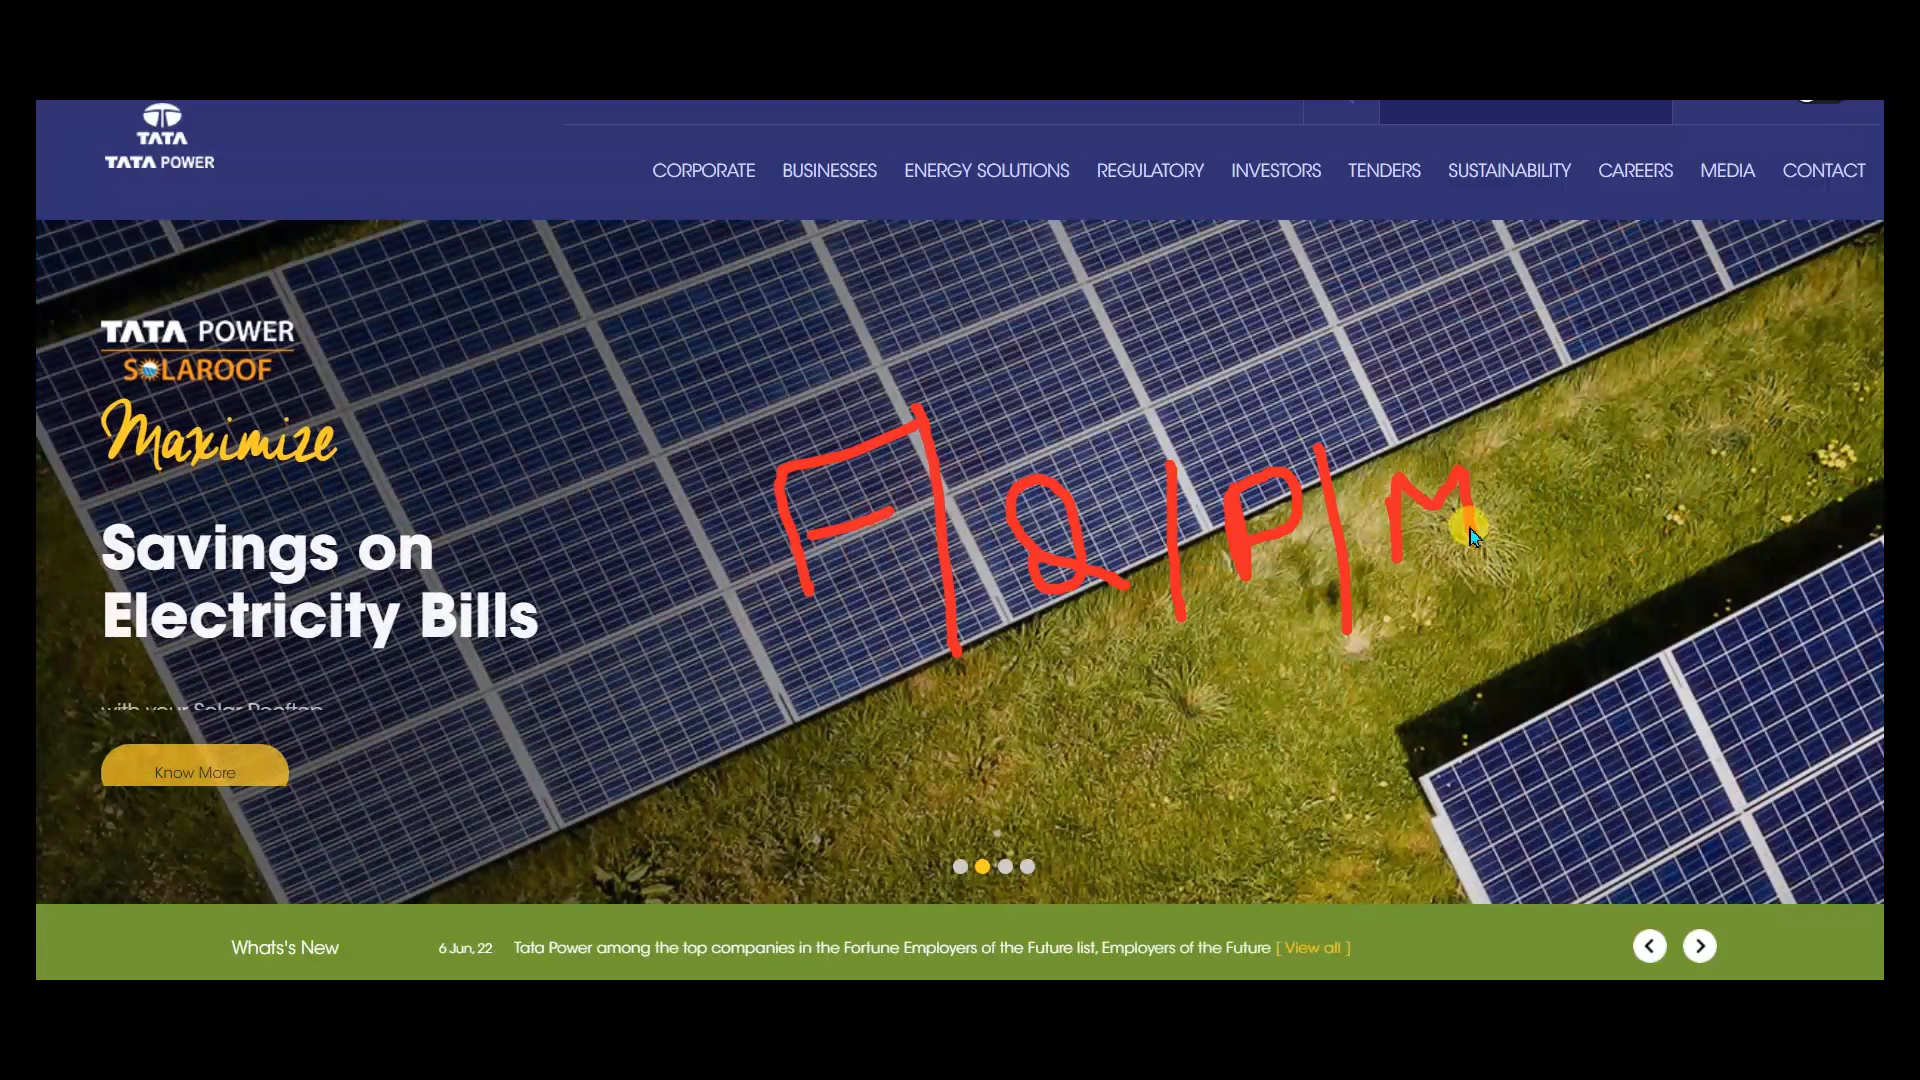 TATA
TATA POWER
CORPORATE BUSINESSES ENERGY SOLUTIONS REGULATORY INVESTORS TENDERS SUSTAINABILITY CAREERS MEDIA CONTACT
TATA POWER
SOLAROOF
Maximize
Savings on
Electricity Bills
with your Solar Rooftop
Know More
F/Q/P/M
Whats's New 6 Jun, 22 Tata Power among the top companies in the Fortune Employers of the Future list, Employers of the Future [ View all ]